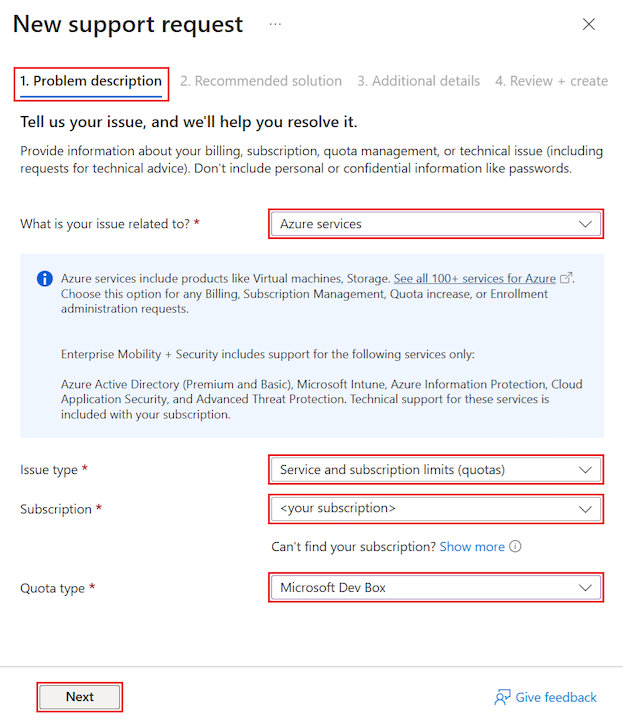 New support request ...
1. Problem description 2. Recommended solution 3. Additional details 4. Review + create
Tell us your issue, and we'll help you resolve it.
Provide information about your billing, subscription, quota management, or technical issue (including
requests for technical advice). Don't include personal or confidential information like passwords.
What is your issue related to? * Azure services
Azure services include products like Virtual machines, Storage. See all 100+ services for Azure.
Choose this option for any Billing, Subscription Management, Quota increase, or Enrollment
administration requests.
Enterprise Mobility + Security includes support for the following services only:
Azure Active Directory (Premium and Basic), Microsoft Intune, Azure Information Protection, Cloud
Application Security, and Advanced Threat Protection. Technical support for these services is
included with your subscription.
Issue type * Service and subscription limits (quotas)
Subscription * <your subscription>
Can't find your subscription? Show more
Quota type * Microsoft Dev Box
Next Give feedback